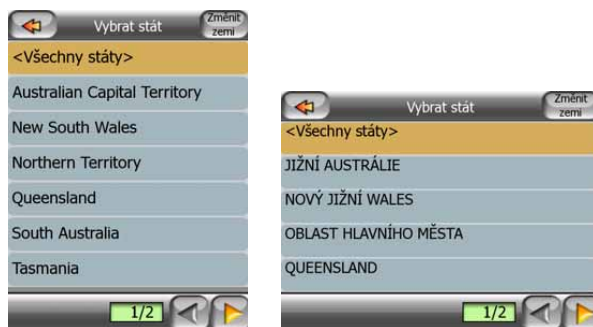 Vybrat stát
Změnit
zemi
<Všechny státy>
Australian Capital Territory
New South Wales
Northern Territory
Queensland
South Australia
Tasmania
1/2
Vybrat stát
Změnit
zemi
<Všechny státy>
JIŽNÍ AUSTRÁLIE
NOVÝ JIŽNÍ WALES
OBLAST HLAVNÍHO MĚSTA
QUEENSLAND
1/2